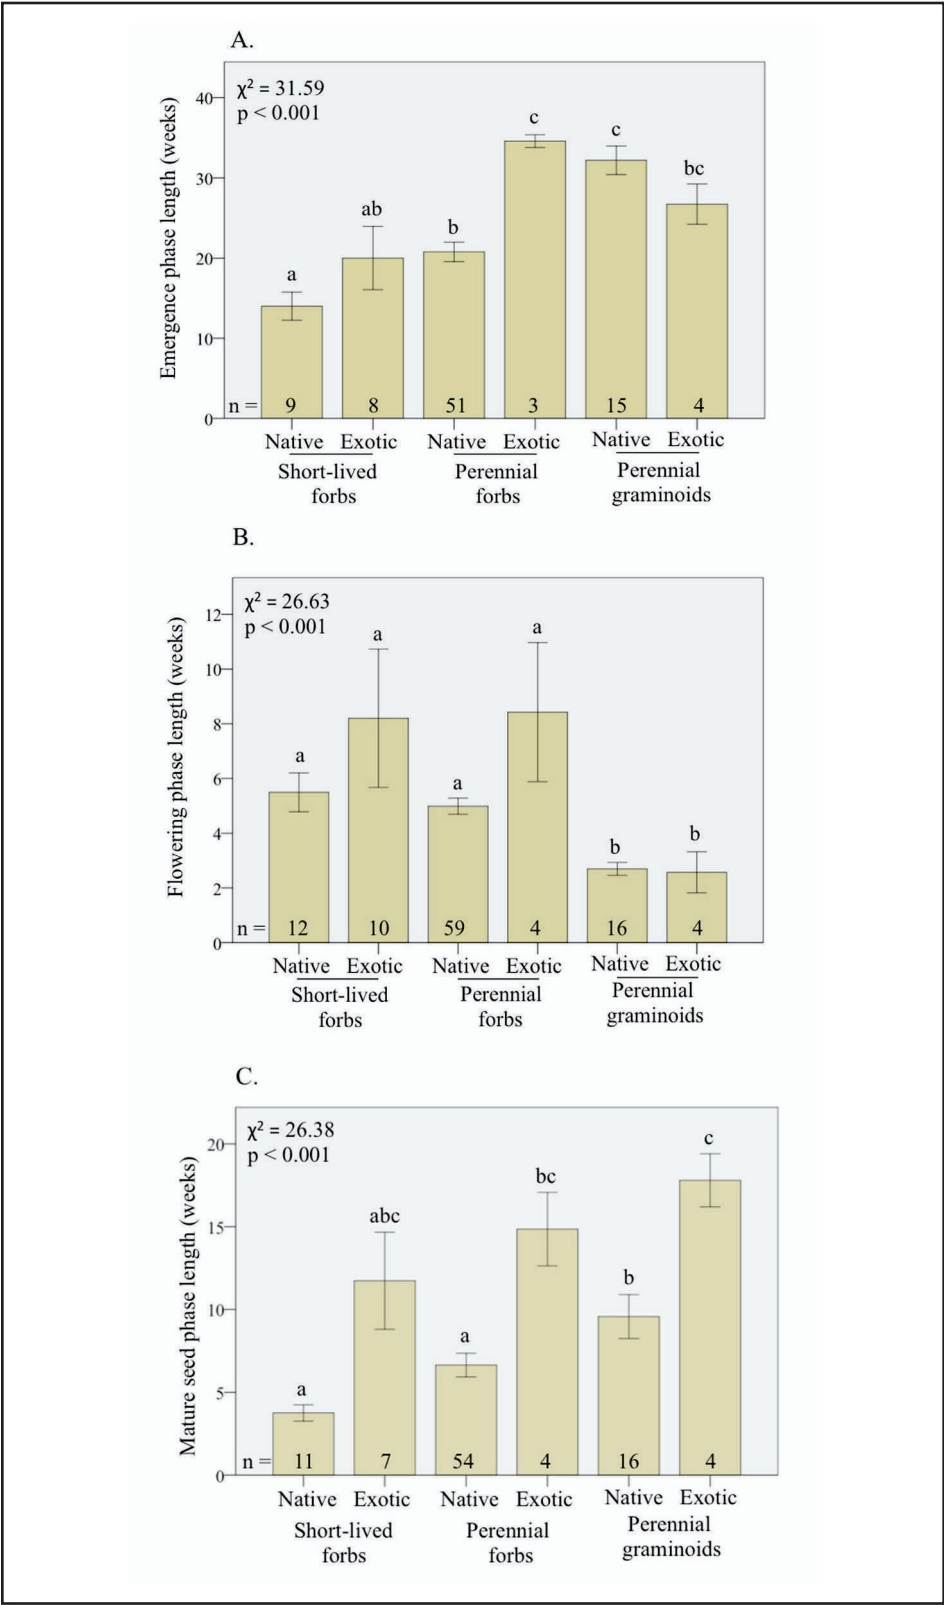 A.
χ² = 31.59
p < 0.001
Emergence phase length (weeks)
40
30
20
10
0
a
ab
b
c
c
bc
n = 9 8 51 3 15 4
Native Exotic Native Exotic Native Exotic
Short-lived forbs
Perennial forbs
Perennial graminoids
B.
χ² = 26.63
p < 0.001
Flowering phase length (weeks)
12
10
8
6
4
2
0
a
a
a
a
b
b
n = 12 10 59 4 16 4
Native Exotic Native Exotic Native Exotic
Short-lived
forbs
Perennial
forbs
Perennial
graminoids
C.
χ² = 26.38
p < 0.001
Mature seed phase length (weeks)
20
15
10
5
0
a
abc
a
bc
b
c
n = 11 7 54 4 16 4
Native Exotic Native Exotic Native Exotic
Short-lived
forbs
Perennial
forbs
Perennial
graminoids